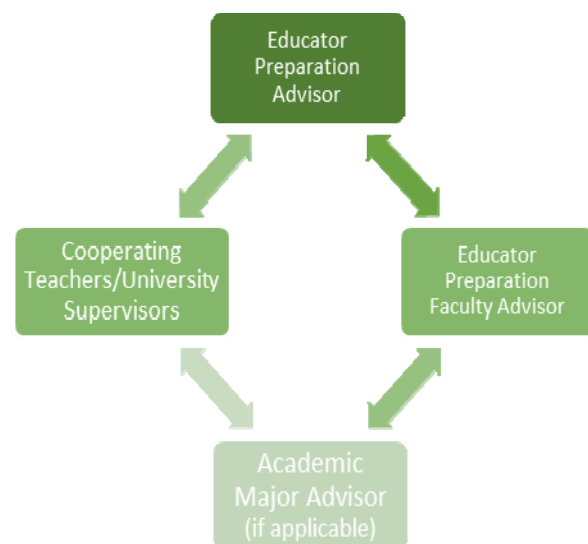 Educator
Preparation
Advisor
Cooperating
Teachers/University
Supervisors
Educator
Preparation
Faculty Advisor
Academic
Major Advisor
(if applicable)